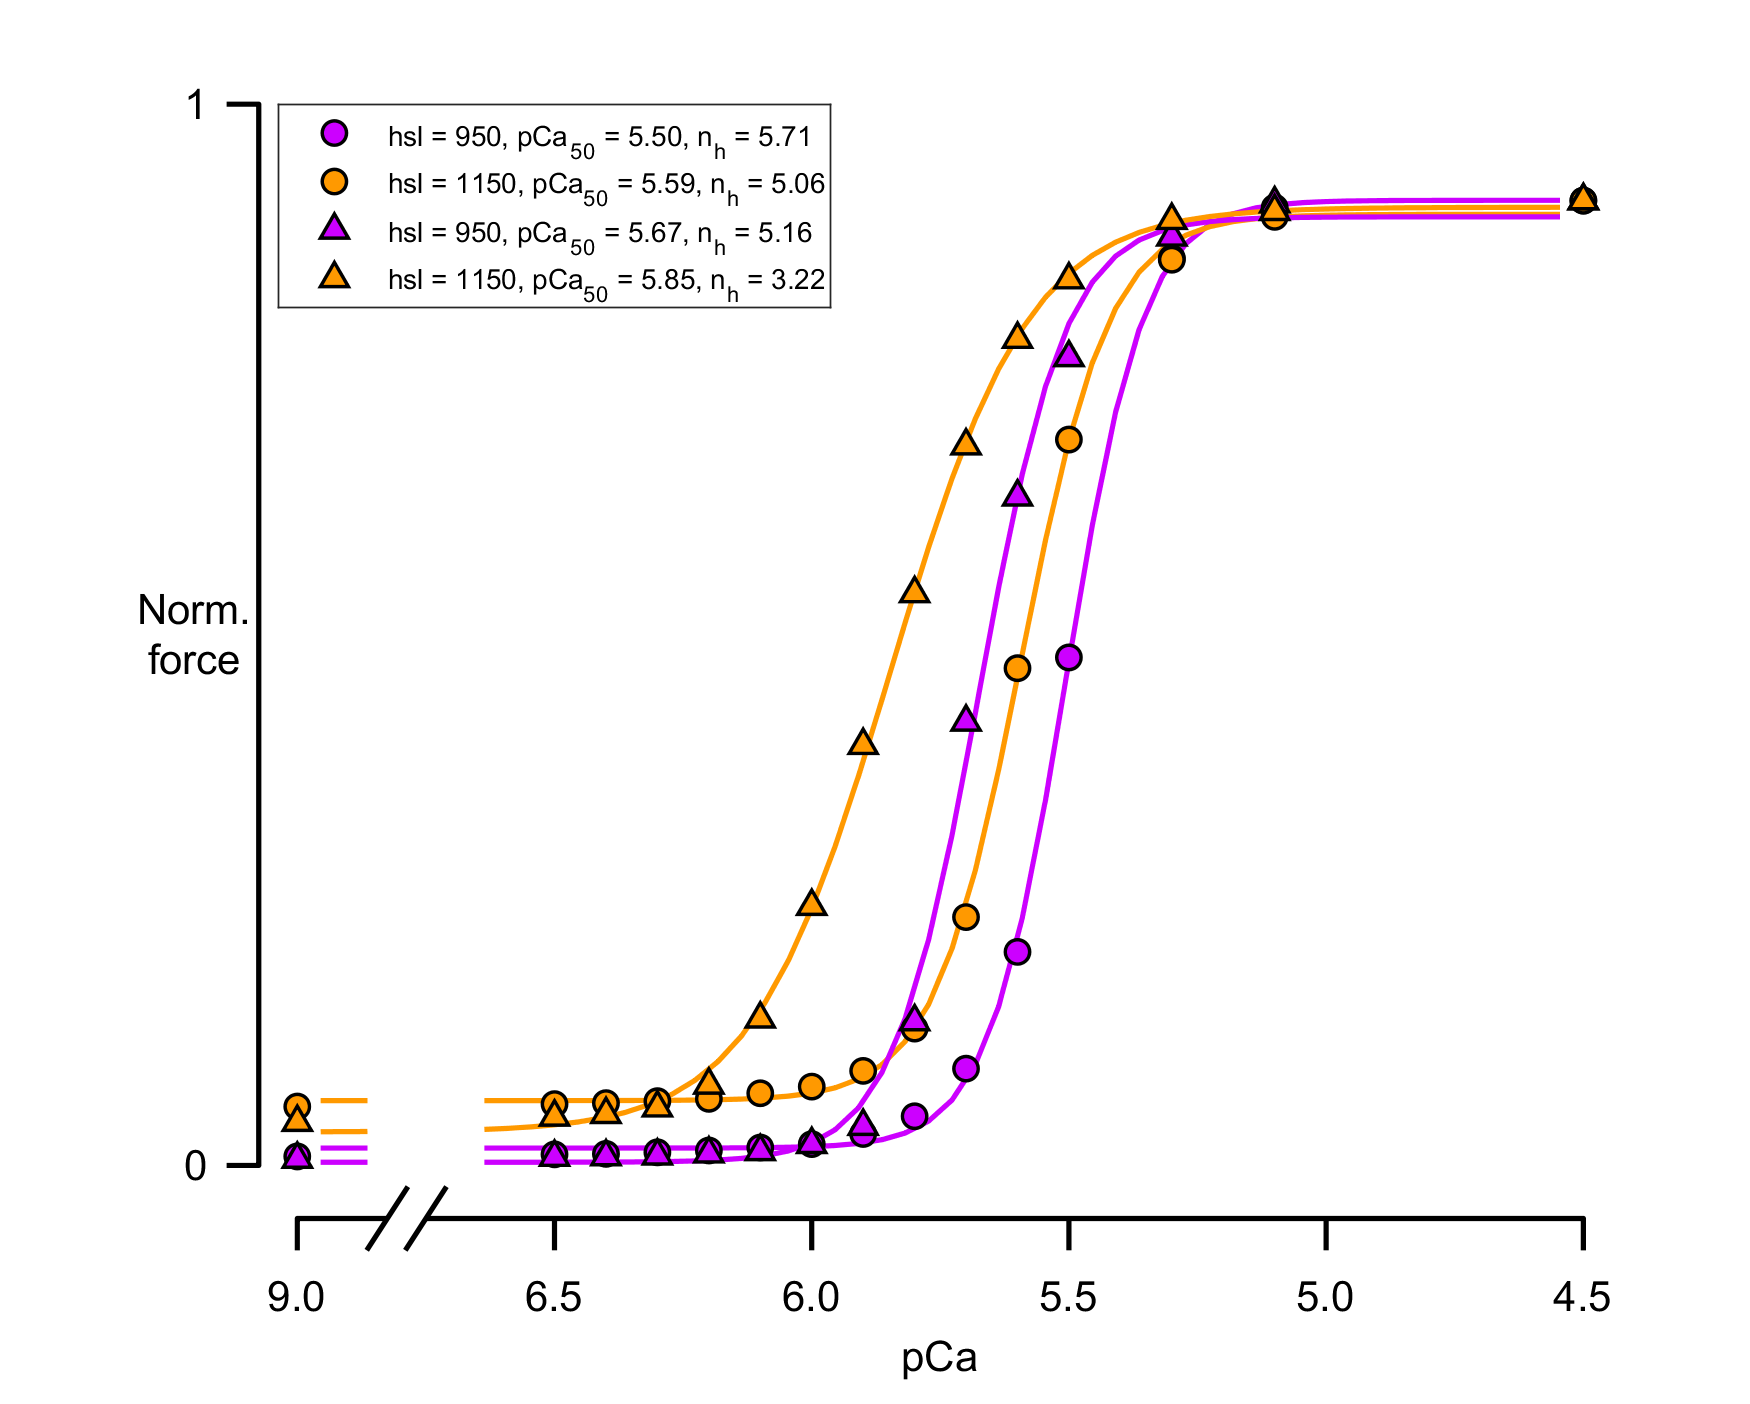 1
hsl = 950, pCa50 = 5.50, nh = 5.71
hsl = 1150, pCa50 = 5.59, nh = 5.06
hsl = 950, pCa50 = 5.67, nh = 5.16
hsl = 1150, pCa50 = 5.85, nh = 3.22
Norm.
force
0
9.0 6.5 6.0 5.5 5.0 4.5
pCa